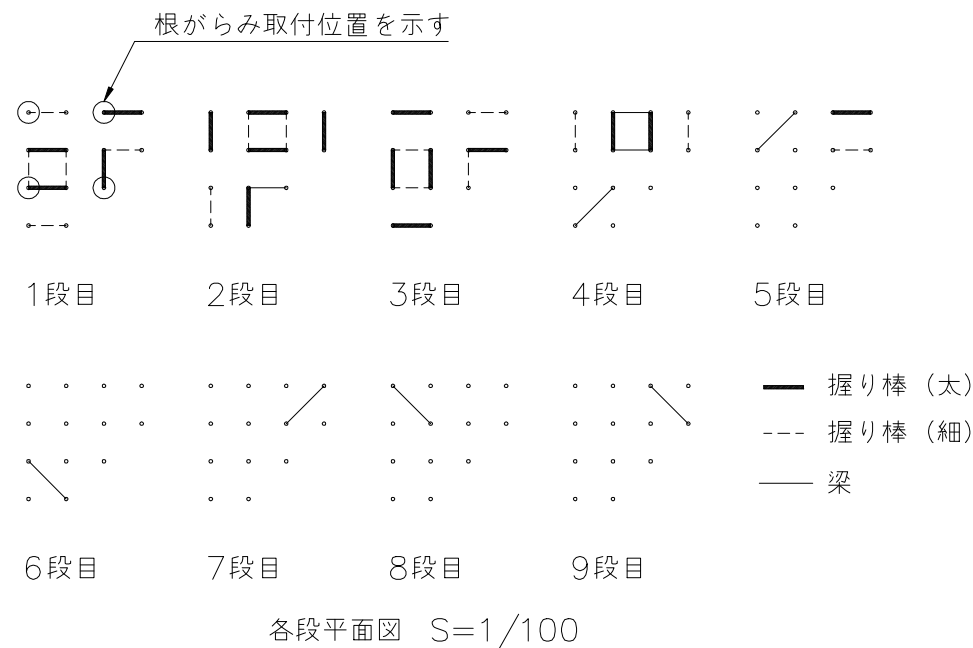 根がらみ取付位置を示す
1段目
2段目
3段目
4段目
5段目
握り棒（太）
握り棒（細）
梁
6段目
7段目
8段目
9段目
各段平面図 S=1/100